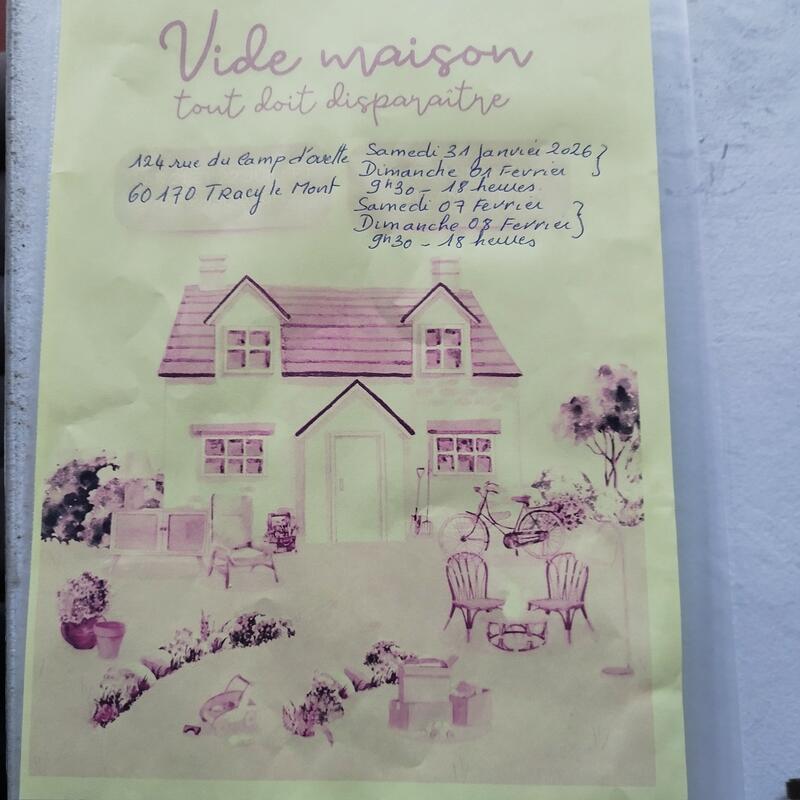 Vide maison
tout doit disparaître
124 rue du Camp d'ovette
60170 Tracy le Mont
Samedi 31 Janvier 2026 }
Dimanche 01 Fevrier }
9h30 - 18 heures.
Samedi 07 Fevrier }
Dimanche 08 Fevrier }
9h30 - 18 heures